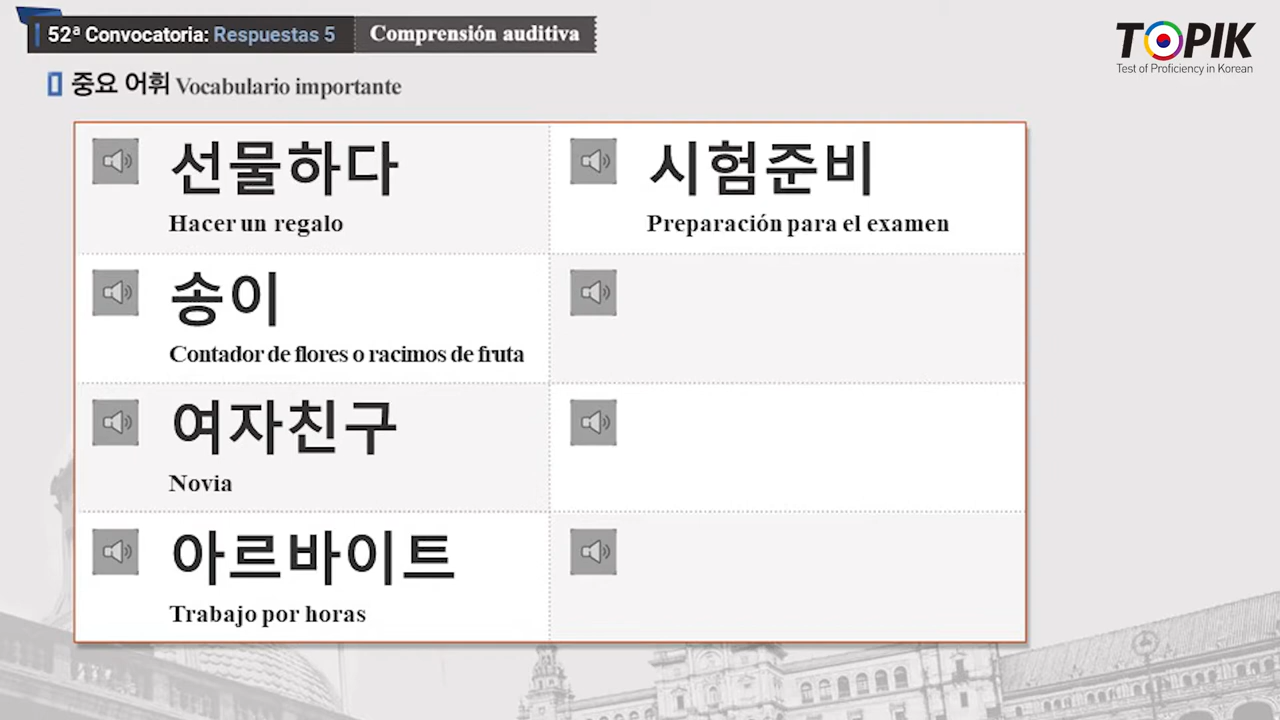 52ª Convocatoria: Respuestas 5
Comprensión auditiva
TOPIK
Test of Proficiency in Korean
중요 어휘 Vocabulario importante
선물하다
Hacer un regalo
시험준비
Preparación para el examen
송이
Contador de flores o racimos de fruta
여자친구
Novia
아르바이트
Trabajo por horas